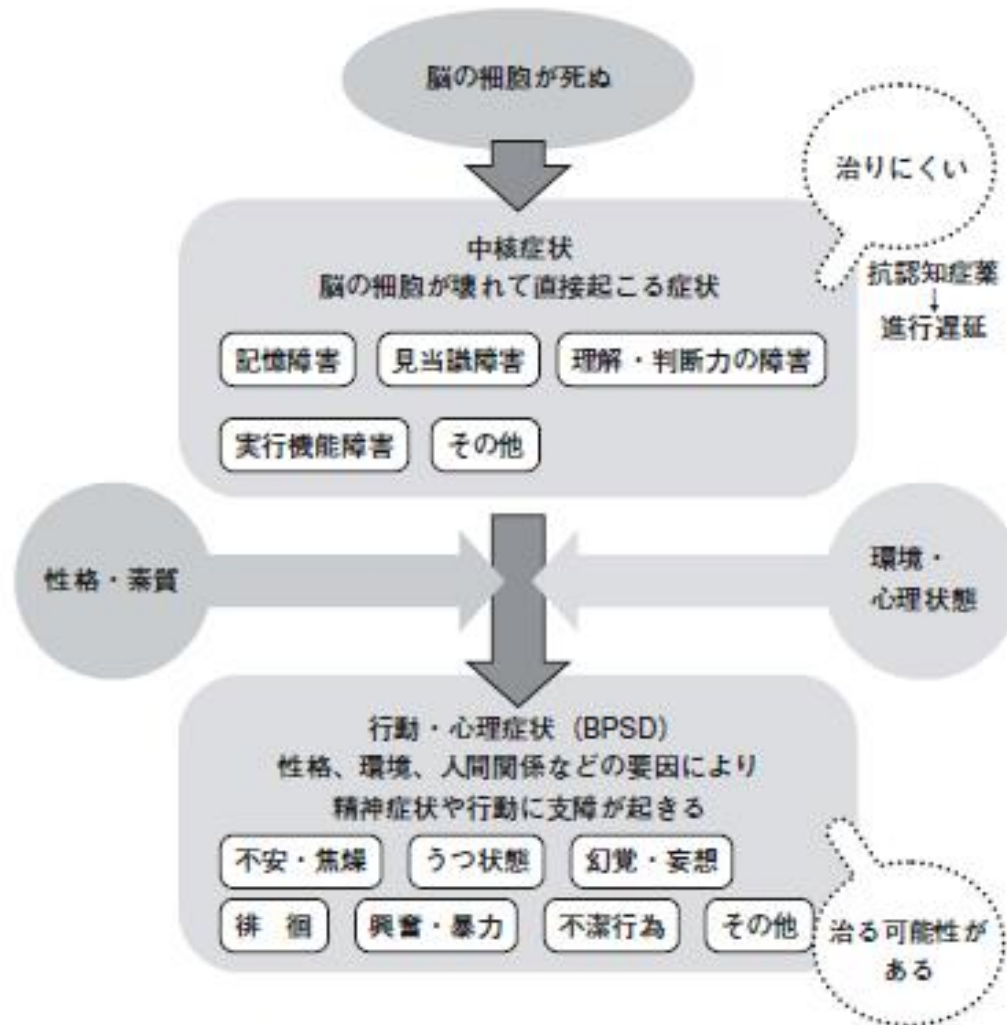 脳の細胞が死ぬ
治りにくい
中核症状
脳の細胞が壊れて直接起こる症状
抗認知症薬
↓
進行遅延
記憶障害
見当識障害
理解・判断力の障害
実行機能障害
その他
性格・素質
環境・
心理状態
行動・心理症状（BPSD）
性格、環境、人間関係などの要因により
精神症状や行動に支障が起きる
不安・焦燥
うつ状態
幻覚・妄想
徘　徊
興奮・暴力
不潔行為
その他
治る可能性が
ある